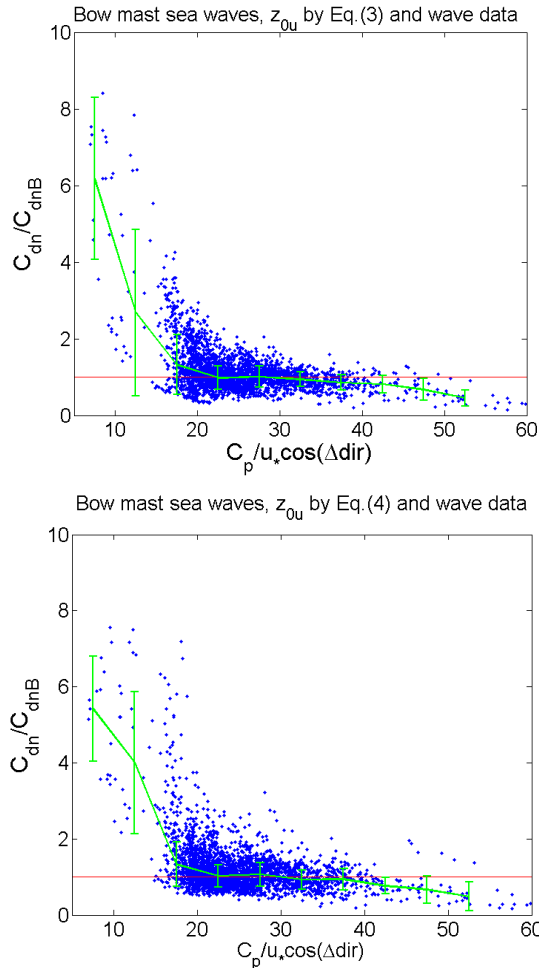 Bow mast sea waves, z0u by Eq.(3) and wave data
10
8
6
4
2
0
Cdn/CdnB
10 20 30 40 50 60
Cp/u*cos(Δdir)
Bow mast sea waves, z0u by Eq.(4) and wave data
10
8
6
4
2
0
Cdn/CdnB
10 20 30 40 50 60
Cp/u*cos(Δdir)